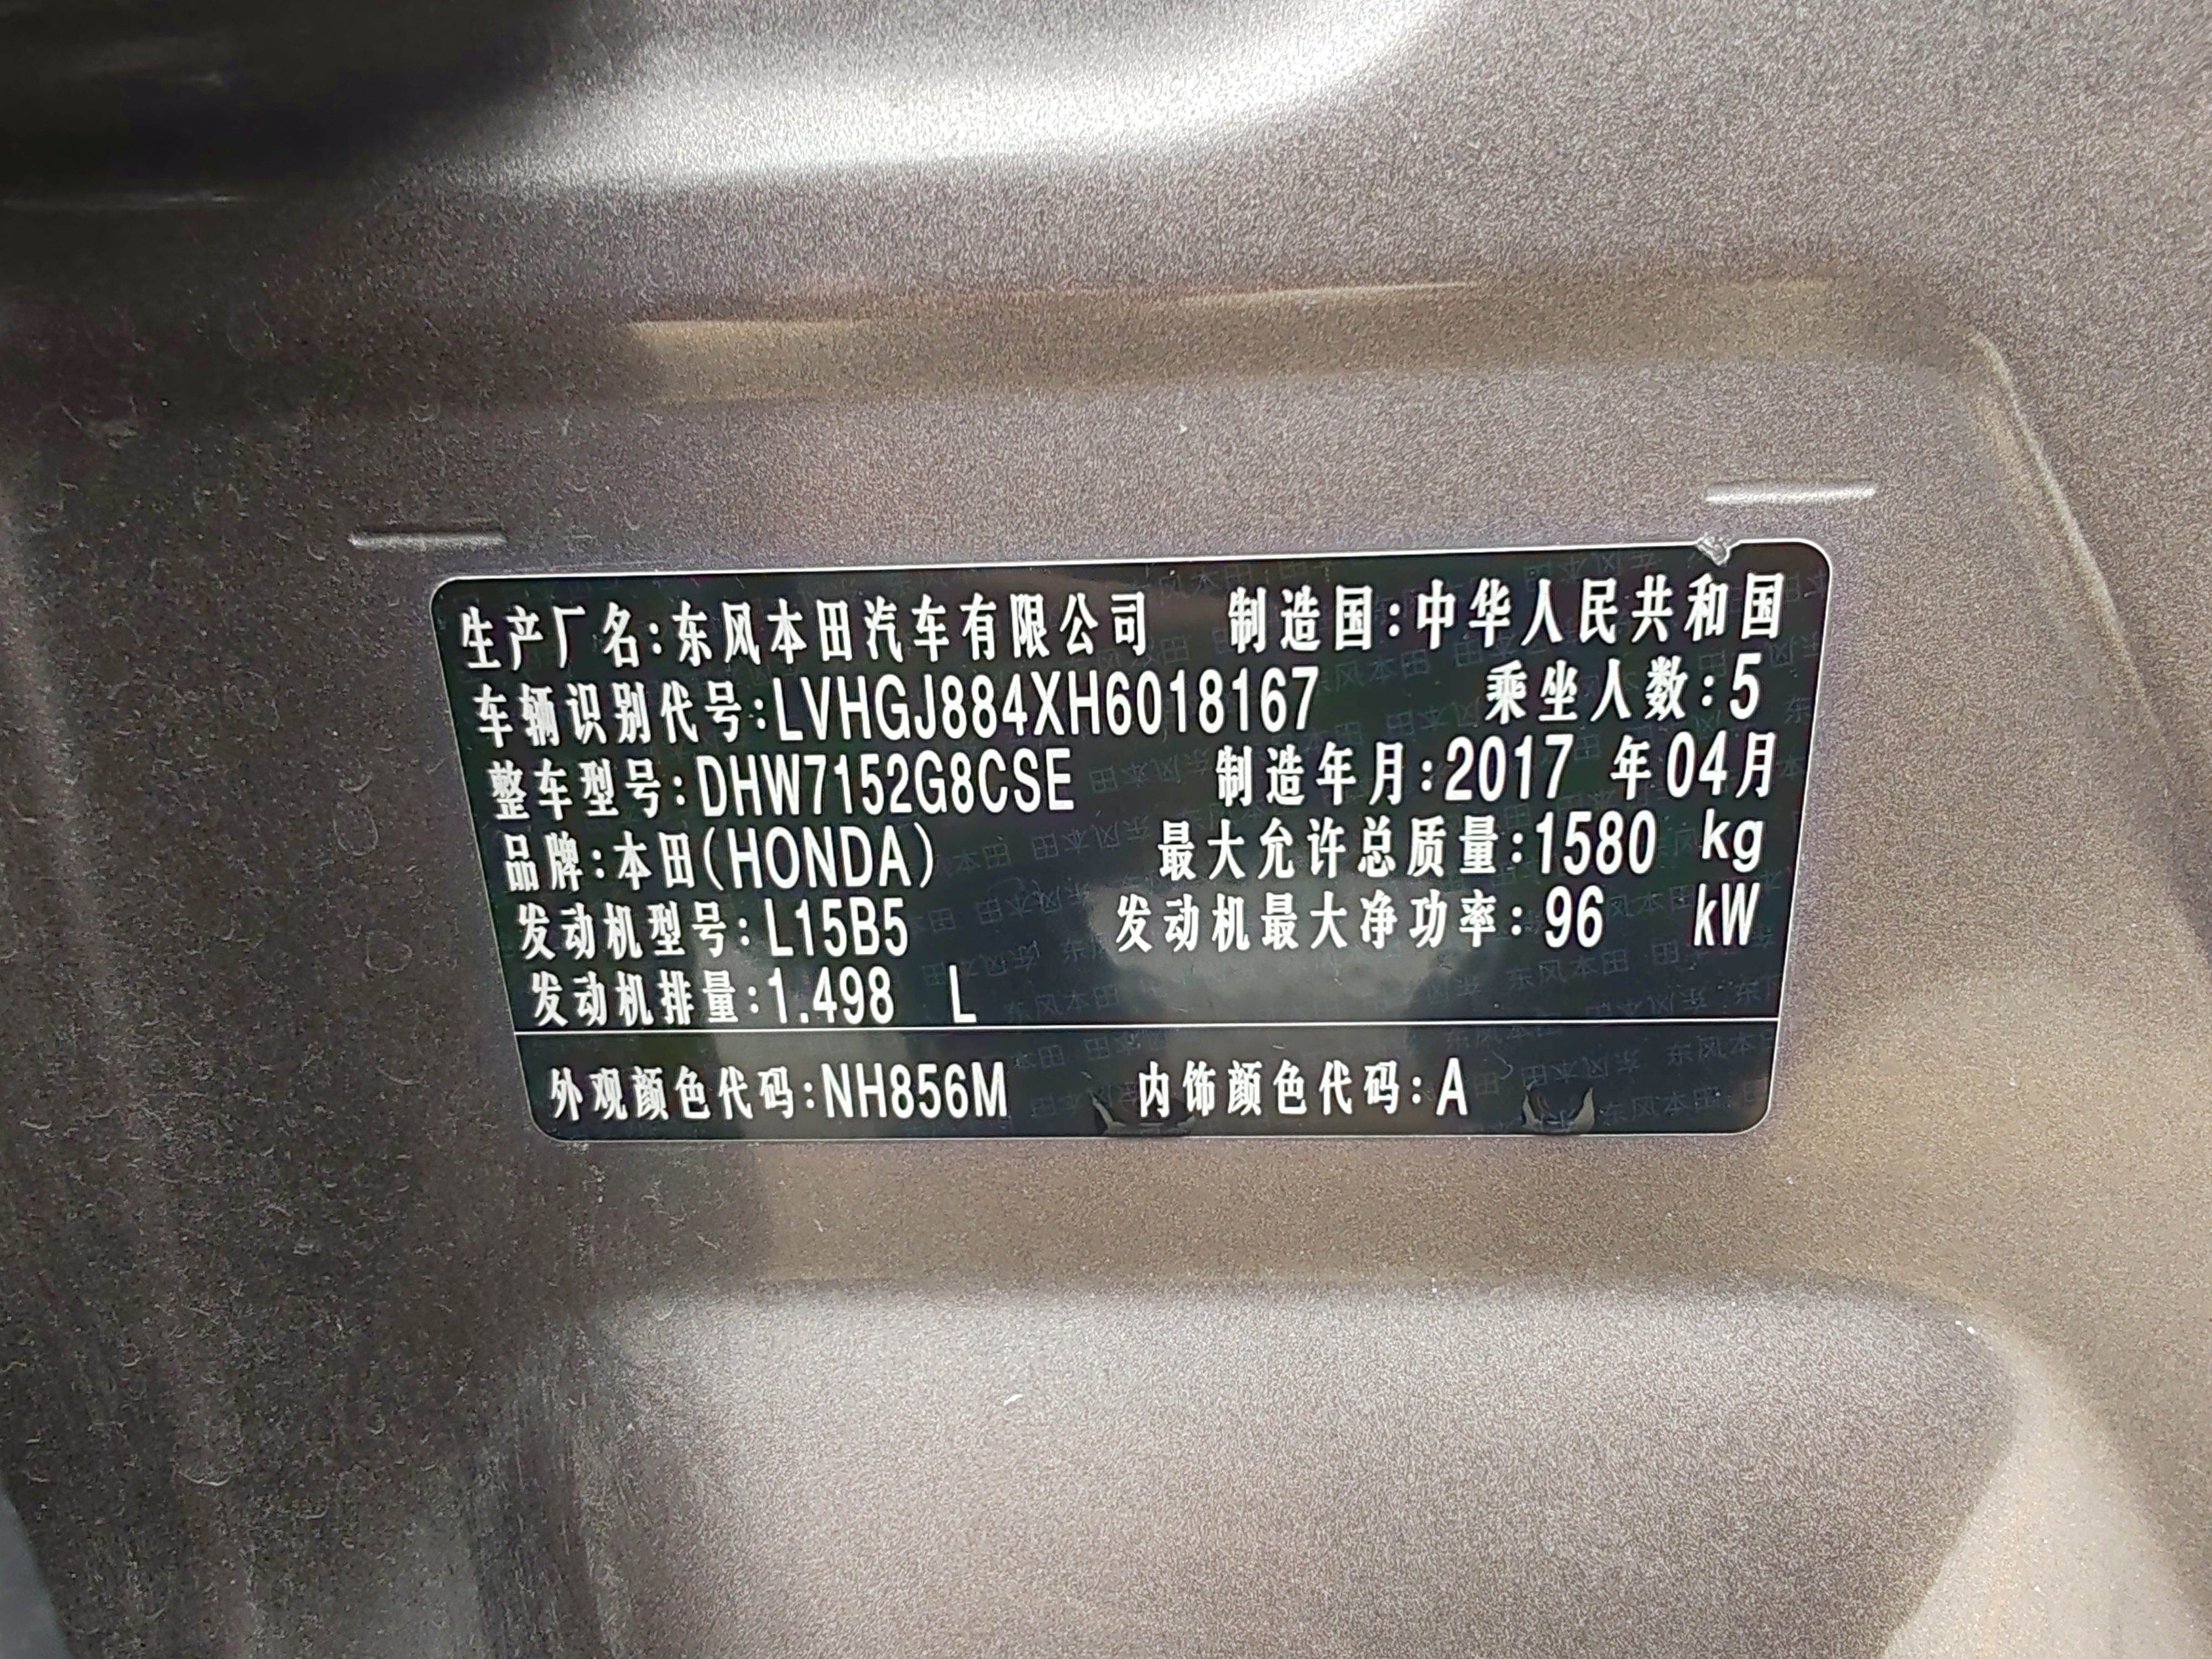 生产厂名:东风本田汽车有限公司 制造国:中华人民共和国
车辆识别代号:LVHGJ884XH6018167 乘坐人数:5
整车型号:DHW7152G8CSE 制造年月:2017 年04月
品牌:本田(HONDA) 最大允许总质量:1580 kg
发动机型号:L15B5 发动机最大净功率:96 kW
发动机排量:1.498 L
外观颜色代码:NH856M 内饰颜色代码:A